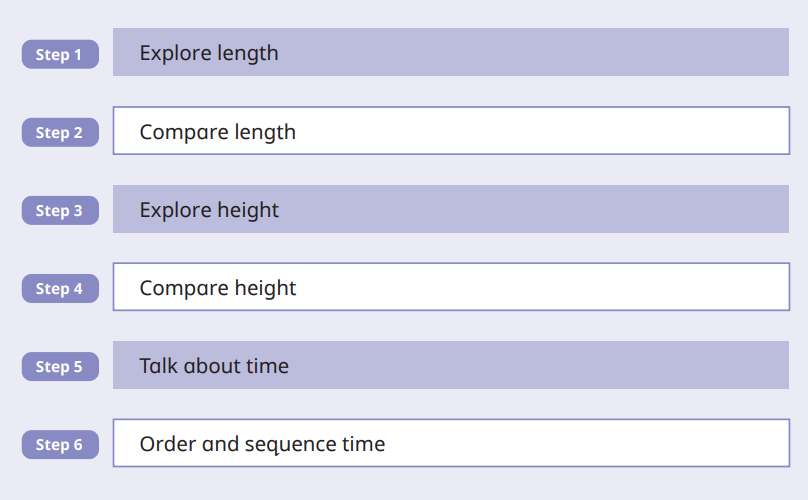 Step 1 Explore length
Step 2 Compare length
Step 3 Explore height
Step 4 Compare height
Step 5 Talk about time
Step 6 Order and sequence time